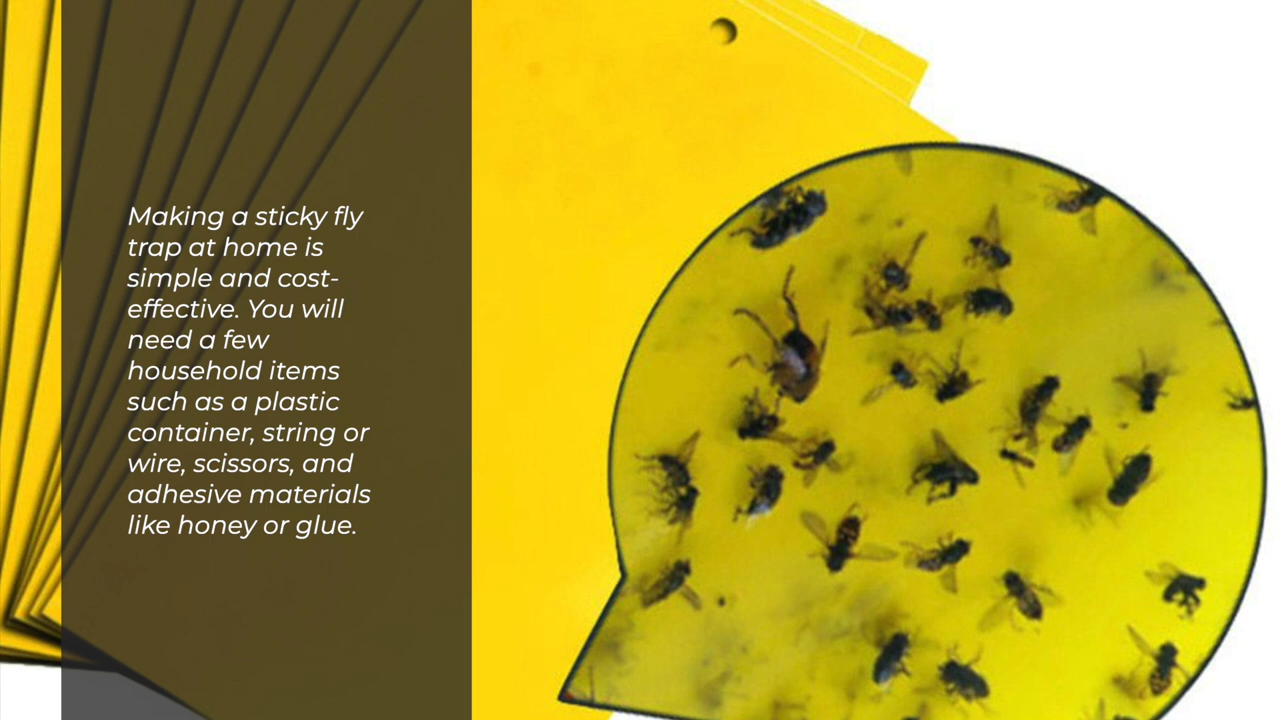 Making a sticky fly
trap at home is
simple and cost-
effective. You will
need a few
household items
such as a plastic
container, string or
wire, scissors, and
adhesive materials
like honey or glue.